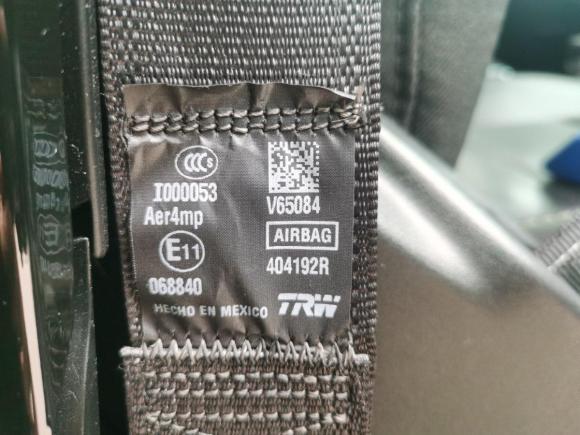 CCC S
I000053
Aer4mp
E11
068840
HECHO EN MEXICO
V65084
AIRBAG
404192R
TRW